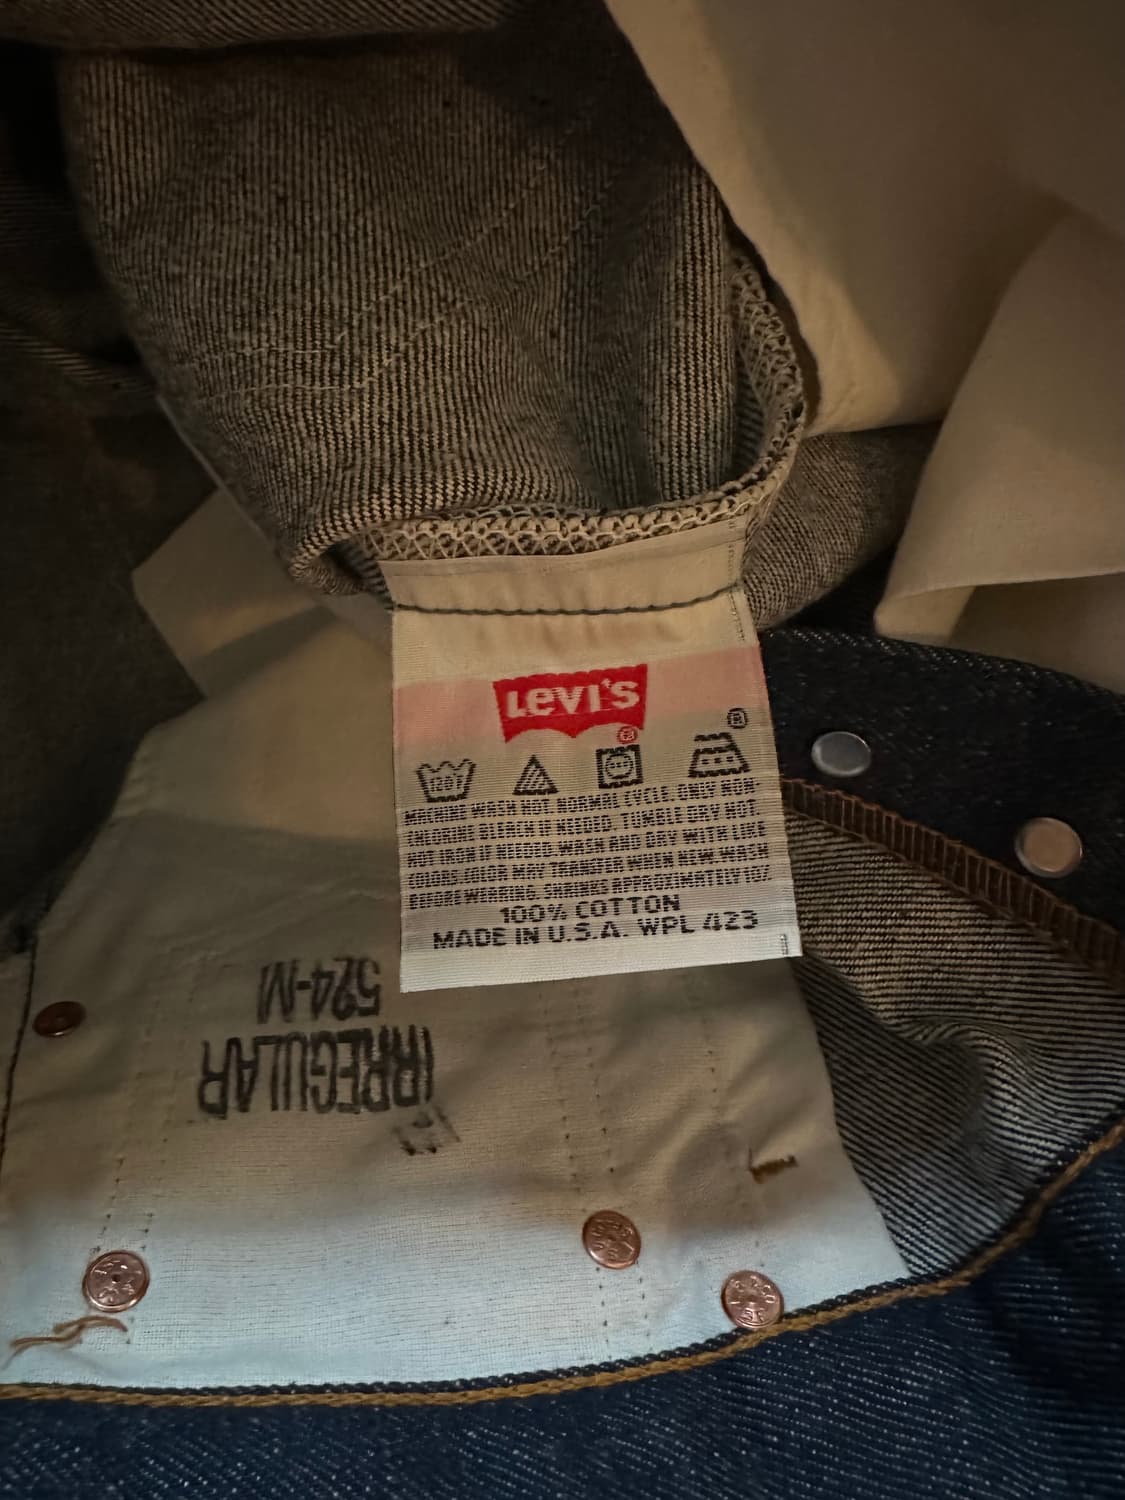 LEVI'S
R
R
MACHINE WASH HOT NORMAL CYCLE. ONLY NON-
CHLORINE BLEACH IF NEEDED. TUMBLE DRY HOT.
HOT IRON IF NEEDED. WASH AND DRY WITH LIKE
COLORS. COLOR MAY TRANSFER WHEN NEW. WASH
BEFORE WEARING. SHRINKS APPROXIMATELY 10%
100% COTTON
MADE IN U.S.A. WPL 423
IRREGULAR
524-M